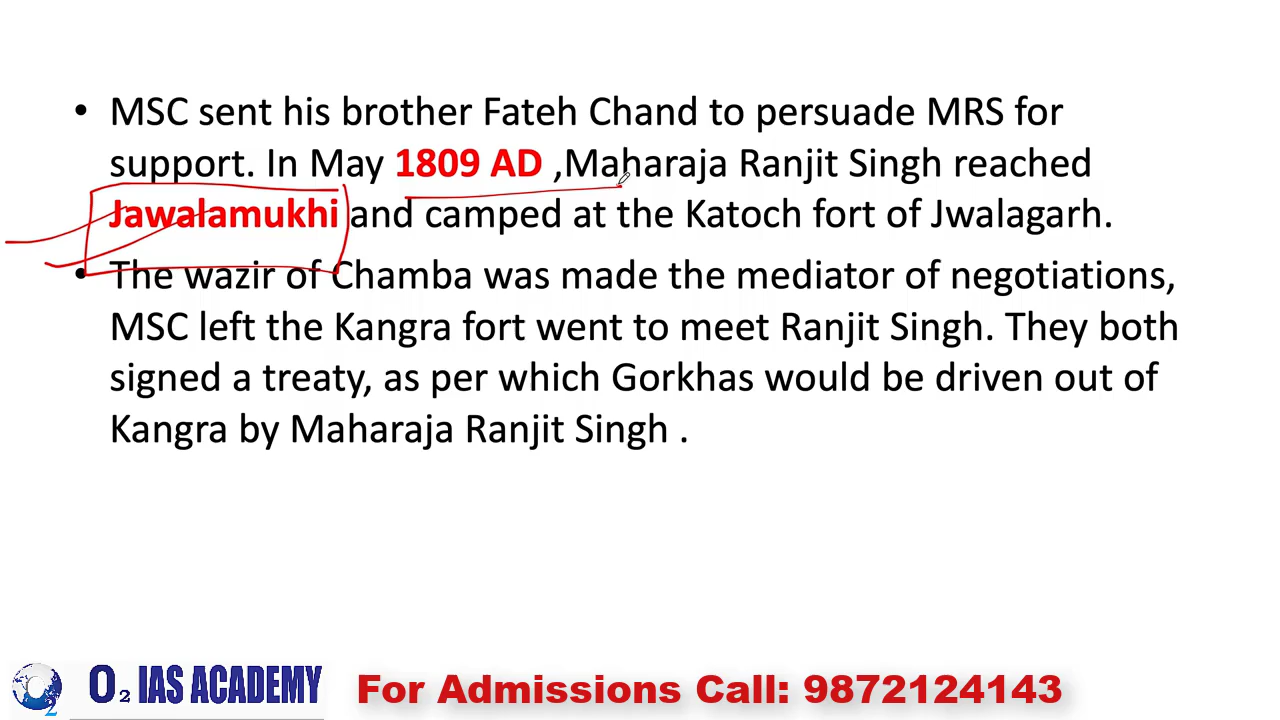 • MSC sent his brother Fateh Chand to persuade MRS for
support. In May 1809 AD ,Maharaja Ranjit Singh reached
Jawalamukhi and camped at the Katoch fort of Jwalagarh.
• The wazir of Chamba was made the mediator of negotiations,
MSC left the Kangra fort went to meet Ranjit Singh. They both
signed a treaty, as per which Gorkhas would be driven out of
Kangra by Maharaja Ranjit Singh .
O2 IAS ACADEMY
For Admissions Call: 9872124143